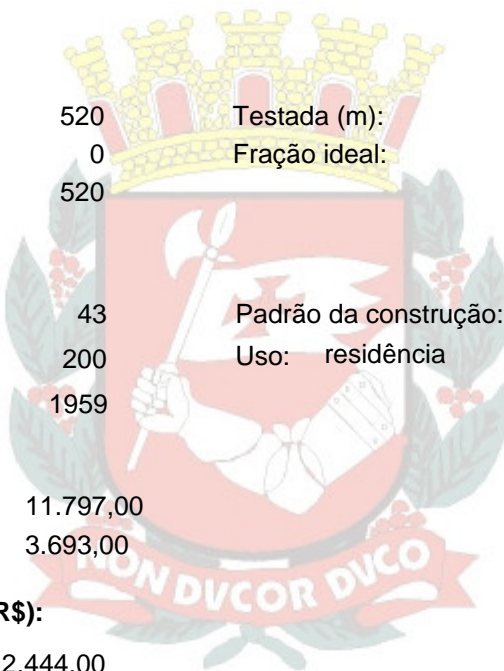 520 Testada (m):
0 Fração ideal:
520
43 Padrão da construção:
200 Uso: residência
1959
11.797,00
3.693,00
NON DVCOR DVCO
R$):
2.444,00